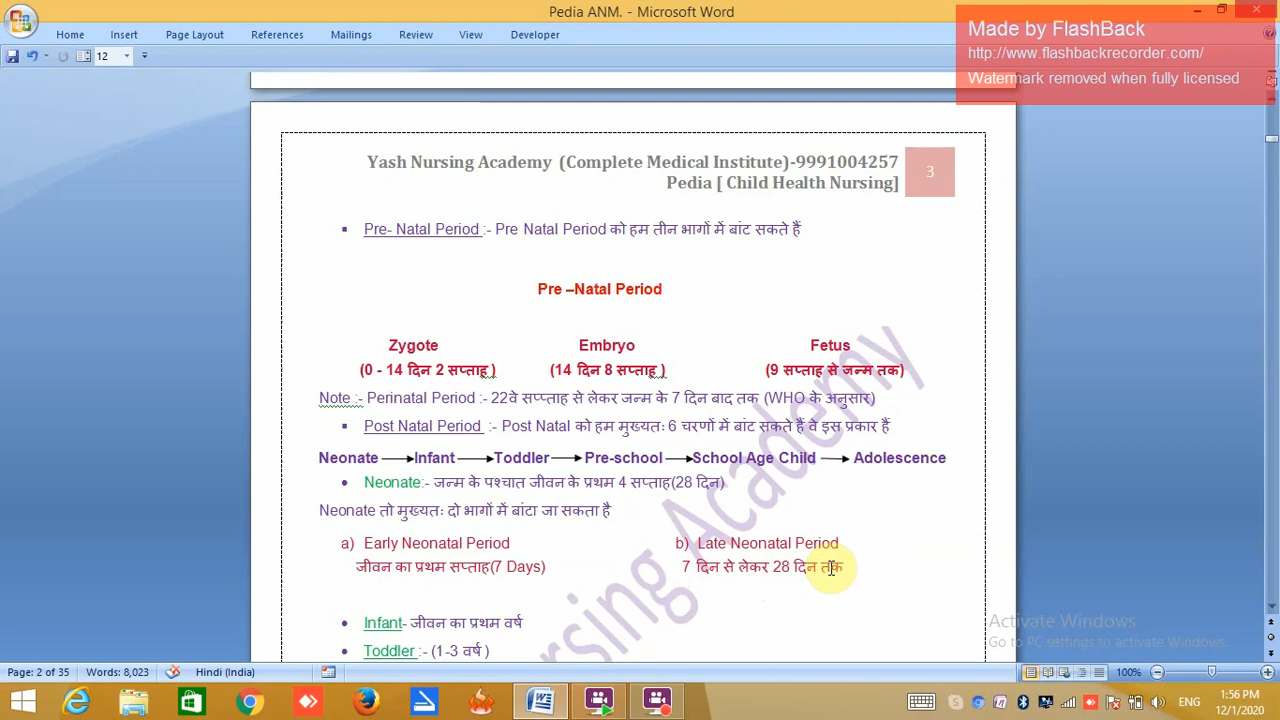 Pedia ANM. - Microsoft Word
Made by FlashBack
http://www.flashbackrecorder.com/
Watermark removed when fully licensed
Home Insert Page Layout References Mailings Review View Developer
12
Yash Nursing Academy (Complete Medical Institute)-9991004257
Pedia [ Child Health Nursing]
3
Pre- Natal Period :- Pre Natal Period को हम तीन भागों में बांट सकते हैं
Pre –Natal Period
Zygote Embryo Fetus
(0 - 14 दिन 2 सप्ताह ) (14 दिन 8 सप्ताह ) (9 सप्ताह से जन्म तक)
Note :- Perinatal Period :- 22वे सप्प्ताह से लेकर जन्म के 7 दिन बाद तक (WHO के अनुसार)
Post Natal Period :- Post Natal को हम मुख्यतः 6 चरणों में बांट सकते हैं वे इस प्रकार हैं
Neonate Infant Toddler Pre-school School Age Child Adolescence
Neonate:- जन्म के पश्चात जीवन के प्रथम 4 सप्ताह(28 दिन)
Neonate तो मुख्यतः दो भागों में बांटा जा सकता है
a) Early Neonatal Period b) Late Neonatal Period
जीवन का प्रथम सप्ताह(7 Days) 7 दिन से लेकर 28 दिन तक
Infant- जीवन का प्रथम वर्ष
Toddler :- (1-3 वर्ष )
ursing Academy
Activate Windows
Go to PC settings to activate Windows.
Page: 2 of 35 Words: 8,023 Hindi (India) 100%
ENG
1:56 PM
12/1/2020